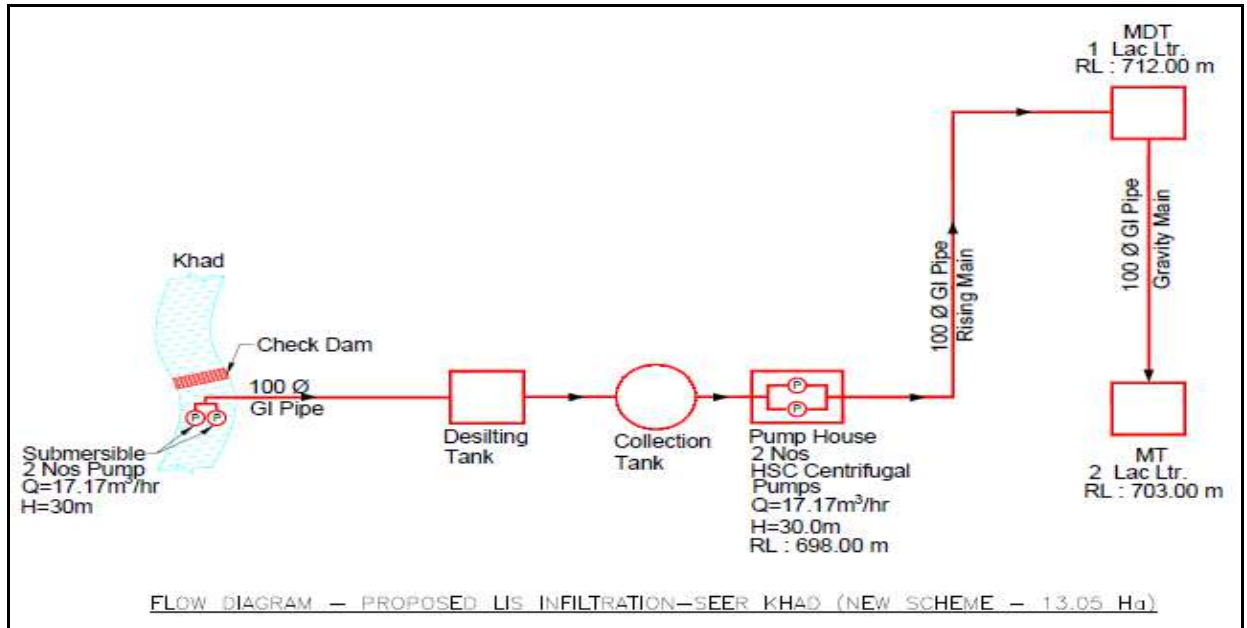 MDT
1 Lac Ltr.
RL : 712.00 m
100 Ø GI Pipe
Rising Main
100 Ø GI Pipe
Gravity Main
Khad
Check Dam
100 Ø
GI Pipe
P
P
Submersible
2 Nos Pump
Q=17.17m³/hr
H=30m
Desilting
Tank
Collection
Tank
P
P
Pump House
2 Nos
HSC Centrifugal
Pumps
Q=17.17m³/hr
H=30.0m
RL : 698.00 m
MT
2 Lac Ltr.
RL : 703.00 m
FLOW DIAGRAM – PROPOSED LIS INFILTRATION–SEER KHAD (NEW SCHEME – 13.05 Ha)